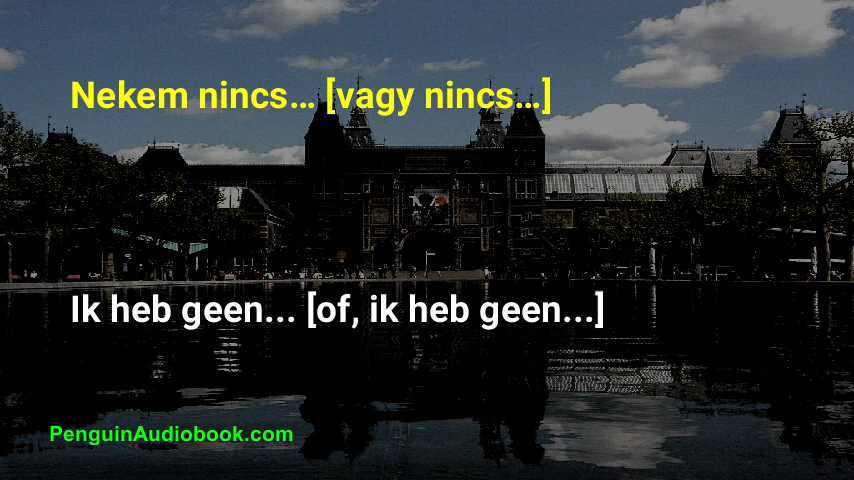 Nekem nincs… [vagy nincs…]
Ik heb geen... [of, ik heb geen...]
PenguinAudiobook.com